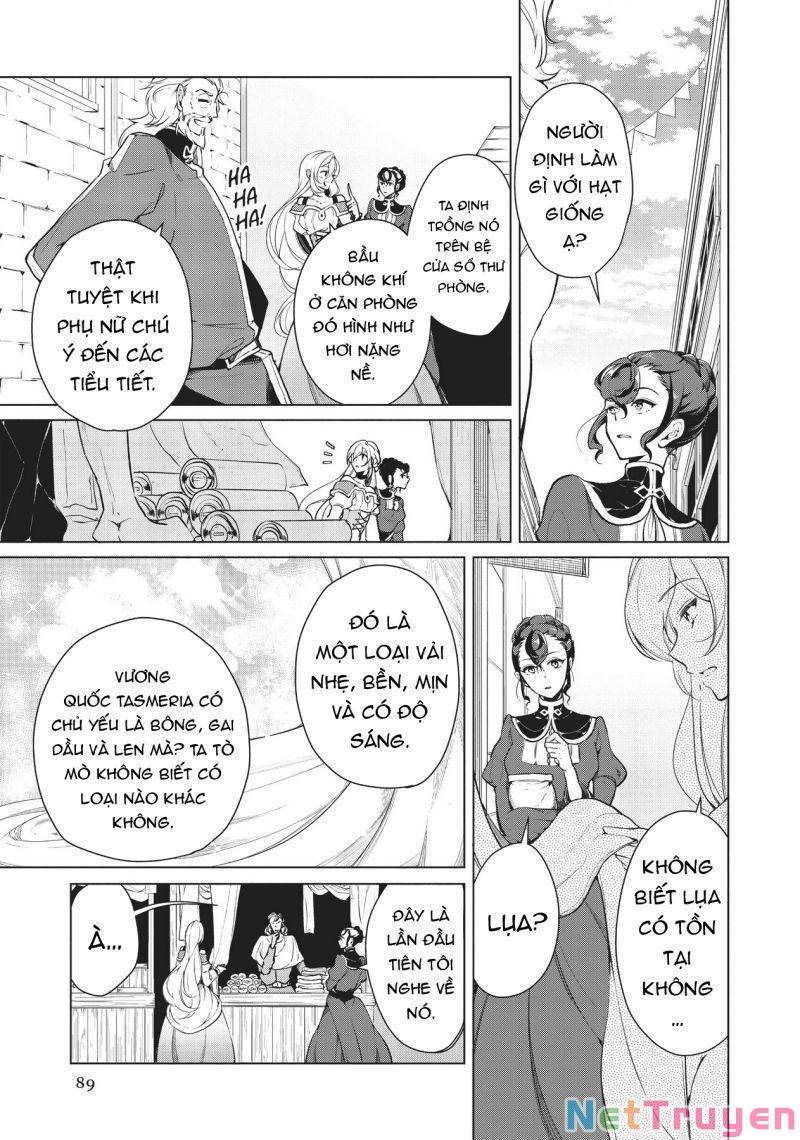 NGƯỜI
ĐỊNH LÀM
GÌ VỚI HẠT
GIỐNG
Ạ?
TA ĐỊNH
TRỒNG NÓ
TRÊN BỆ
CỬA SỔ THƯ
PHÒNG.
BẦU
KHÔNG KHÍ
Ở CĂN PHÒNG
ĐÓ HÌNH NHƯ
HƠI NẶNG
NỀ.
HA
HA
HA!
THẬT
TUYỆT KHI
PHỤ NỮ CHÚ
Ý ĐẾN CÁC
TIỂU TIẾT.
KHÔNG
BIẾT LỤA
CÓ TỒN
TẠI
KHÔNG
...
LỤA?
ĐÓ LÀ
MỘT LOẠI VẢI
NHẸ, BỀN, MỊN
VÀ CÓ ĐỘ
SÁNG.
VƯƠNG
QUỐC TASMERIA CÓ
CHỦ YẾU LÀ BÔNG, GAI
DẦU VÀ LEN MÀ? TA TÒ
MÒ KHÔNG BIẾT CÓ
LOẠI NÀO KHÁC
KHÔNG.
ĐÂY LÀ
LẦN ĐẦU
TIÊN TÔI
NGHE VỀ
NÓ.
À...
89
NetTruyen